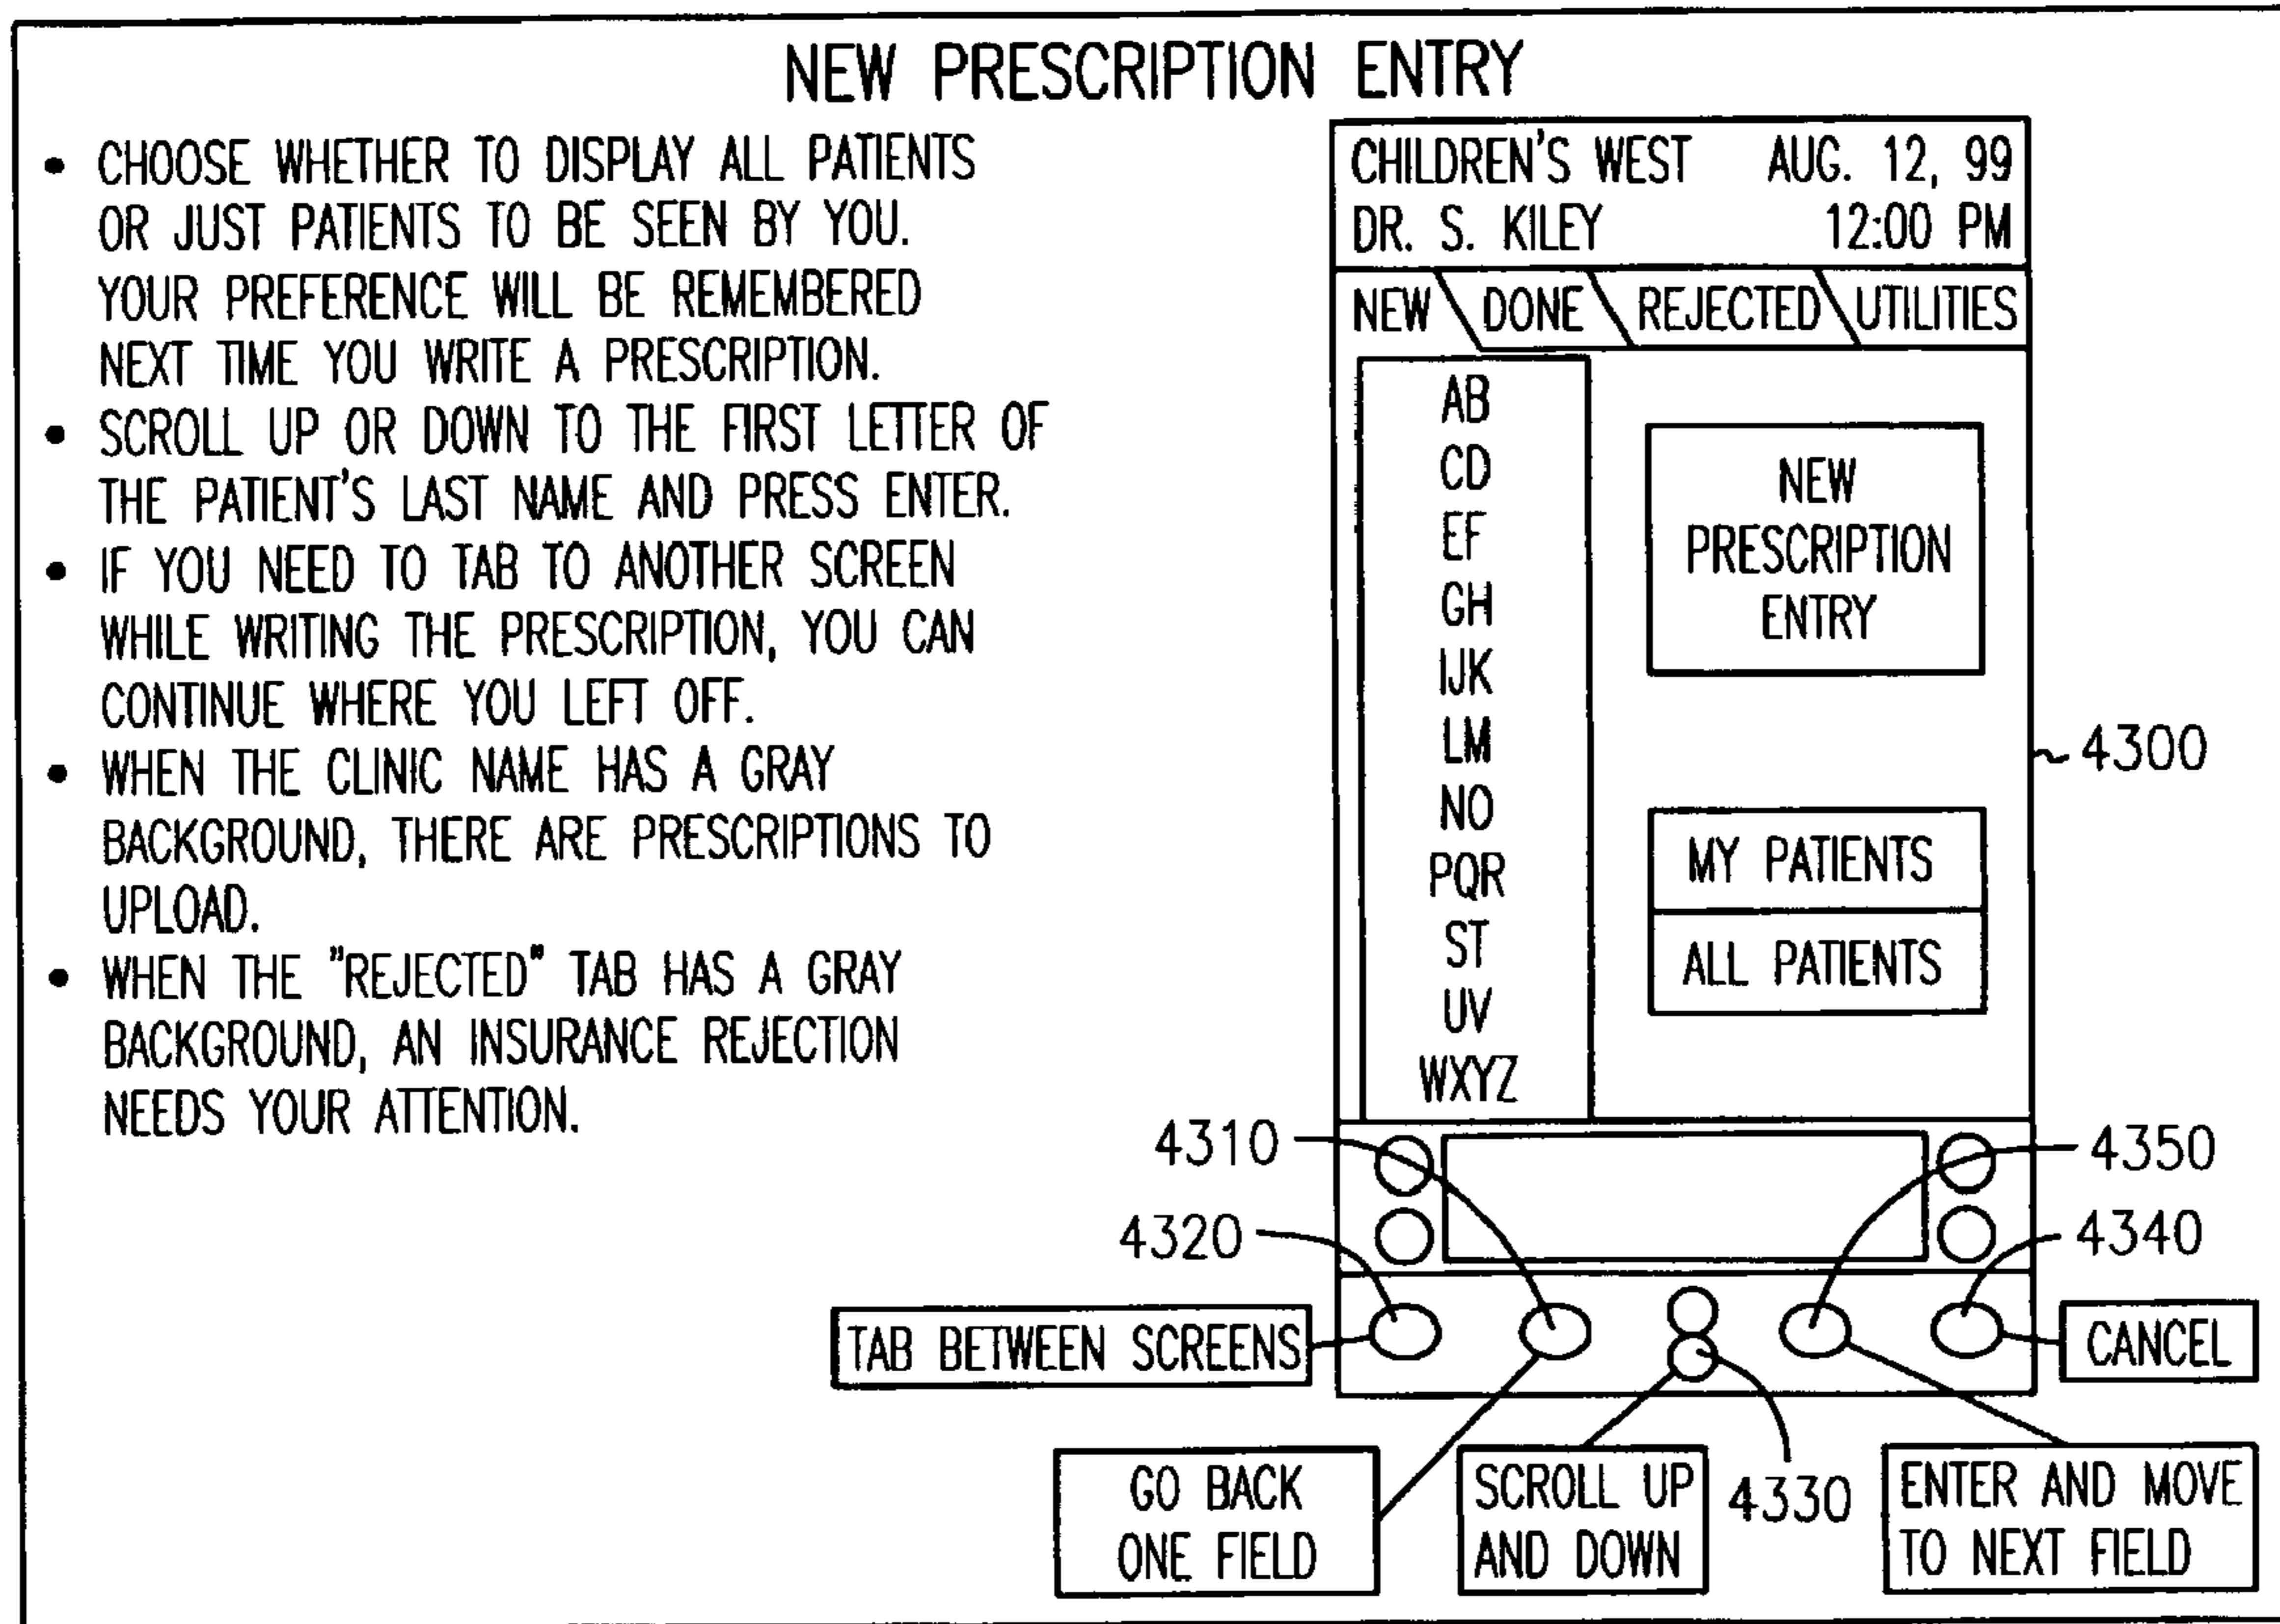 NEW PRESCRIPTION ENTRY
• CHOOSE WHETHER TO DISPLAY ALL PATIENTS
OR JUST PATIENTS TO BE SEEN BY YOU.
YOUR PREFERENCE WILL BE REMEMBERED
NEXT TIME YOU WRITE A PRESCRIPTION.
• SCROLL UP OR DOWN TO THE FIRST LETTER OF
THE PATIENT'S LAST NAME AND PRESS ENTER.
• IF YOU NEED TO TAB TO ANOTHER SCREEN
WHILE WRITING THE PRESCRIPTION, YOU CAN
CONTINUE WHERE YOU LEFT OFF.
• WHEN THE CLINIC NAME HAS A GRAY
BACKGROUND, THERE ARE PRESCRIPTIONS TO
UPLOAD.
• WHEN THE "REJECTED" TAB HAS A GRAY
BACKGROUND, AN INSURANCE REJECTION
NEEDS YOUR ATTENTION.
CHILDREN'S WEST AUG. 12, 99
DR. S. KILEY 12:00 PM
NEW DONE REJECTED UTILITIES
AB
CD
EF
GH
IJK
LM
NO
PQR
ST
UV
WXYZ
NEW
PRESCRIPTION
ENTRY
4300
MY PATIENTS
ALL PATIENTS
4310
4350
4320
4340
TAB BETWEEN SCREENS
CANCEL
GO BACK
ONE FIELD
SCROLL UP
AND DOWN
4330
ENTER AND MOVE
TO NEXT FIELD